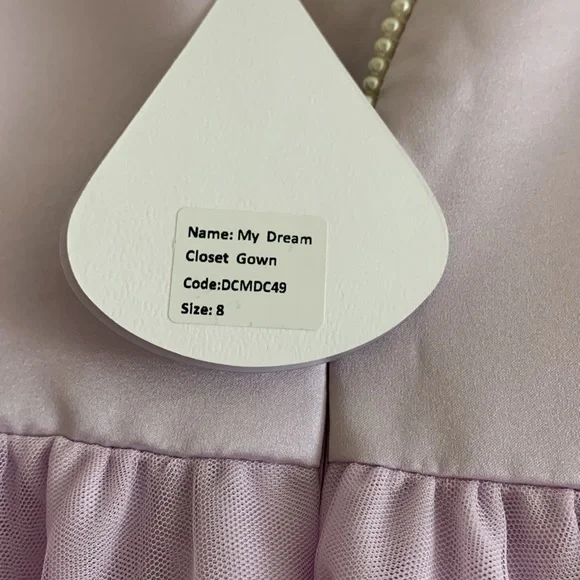 Name: My Dream
Closet Gown
Code:DCMDC49
Size: 8